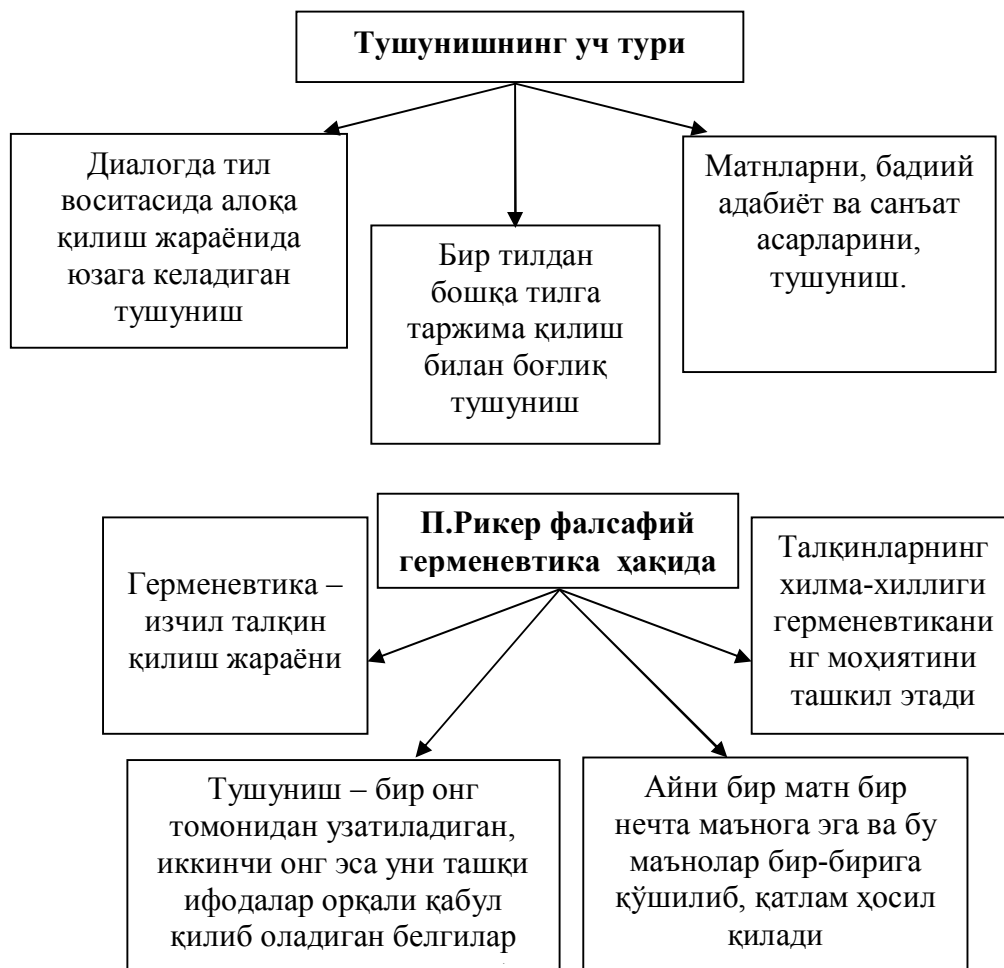 Тушунишнинг уч тури
Диалогда тил
воситасида алоқа
қилиш жараёнида
юзага келадиган
тушуниш
Бир тилдан
бошқа тилга
таржима қилиш
билан боғлиқ
тушуниш
Матнларни, бадиий
адабиёт ва санъат
асарларини,
тушуниш.
П.Рикер фалсафий
герменевтика ҳақида
Герменевтика –
изчил талқин
қилиш жараёни
Талқинларнинг
хилма-хиллиги
герменевтикани
нг моҳиятини
ташкил этади
Тушуниш – бир онг
томонидан узатиладиган,
иккинчи онг эса уни ташқи
ифодалар орқали қабул
қилиб оладиган белгилар
Айни бир матн бир
нечта маънога эга ва бу
маънолар бир-бирига
қўшилиб, қатлам ҳосил
қилади